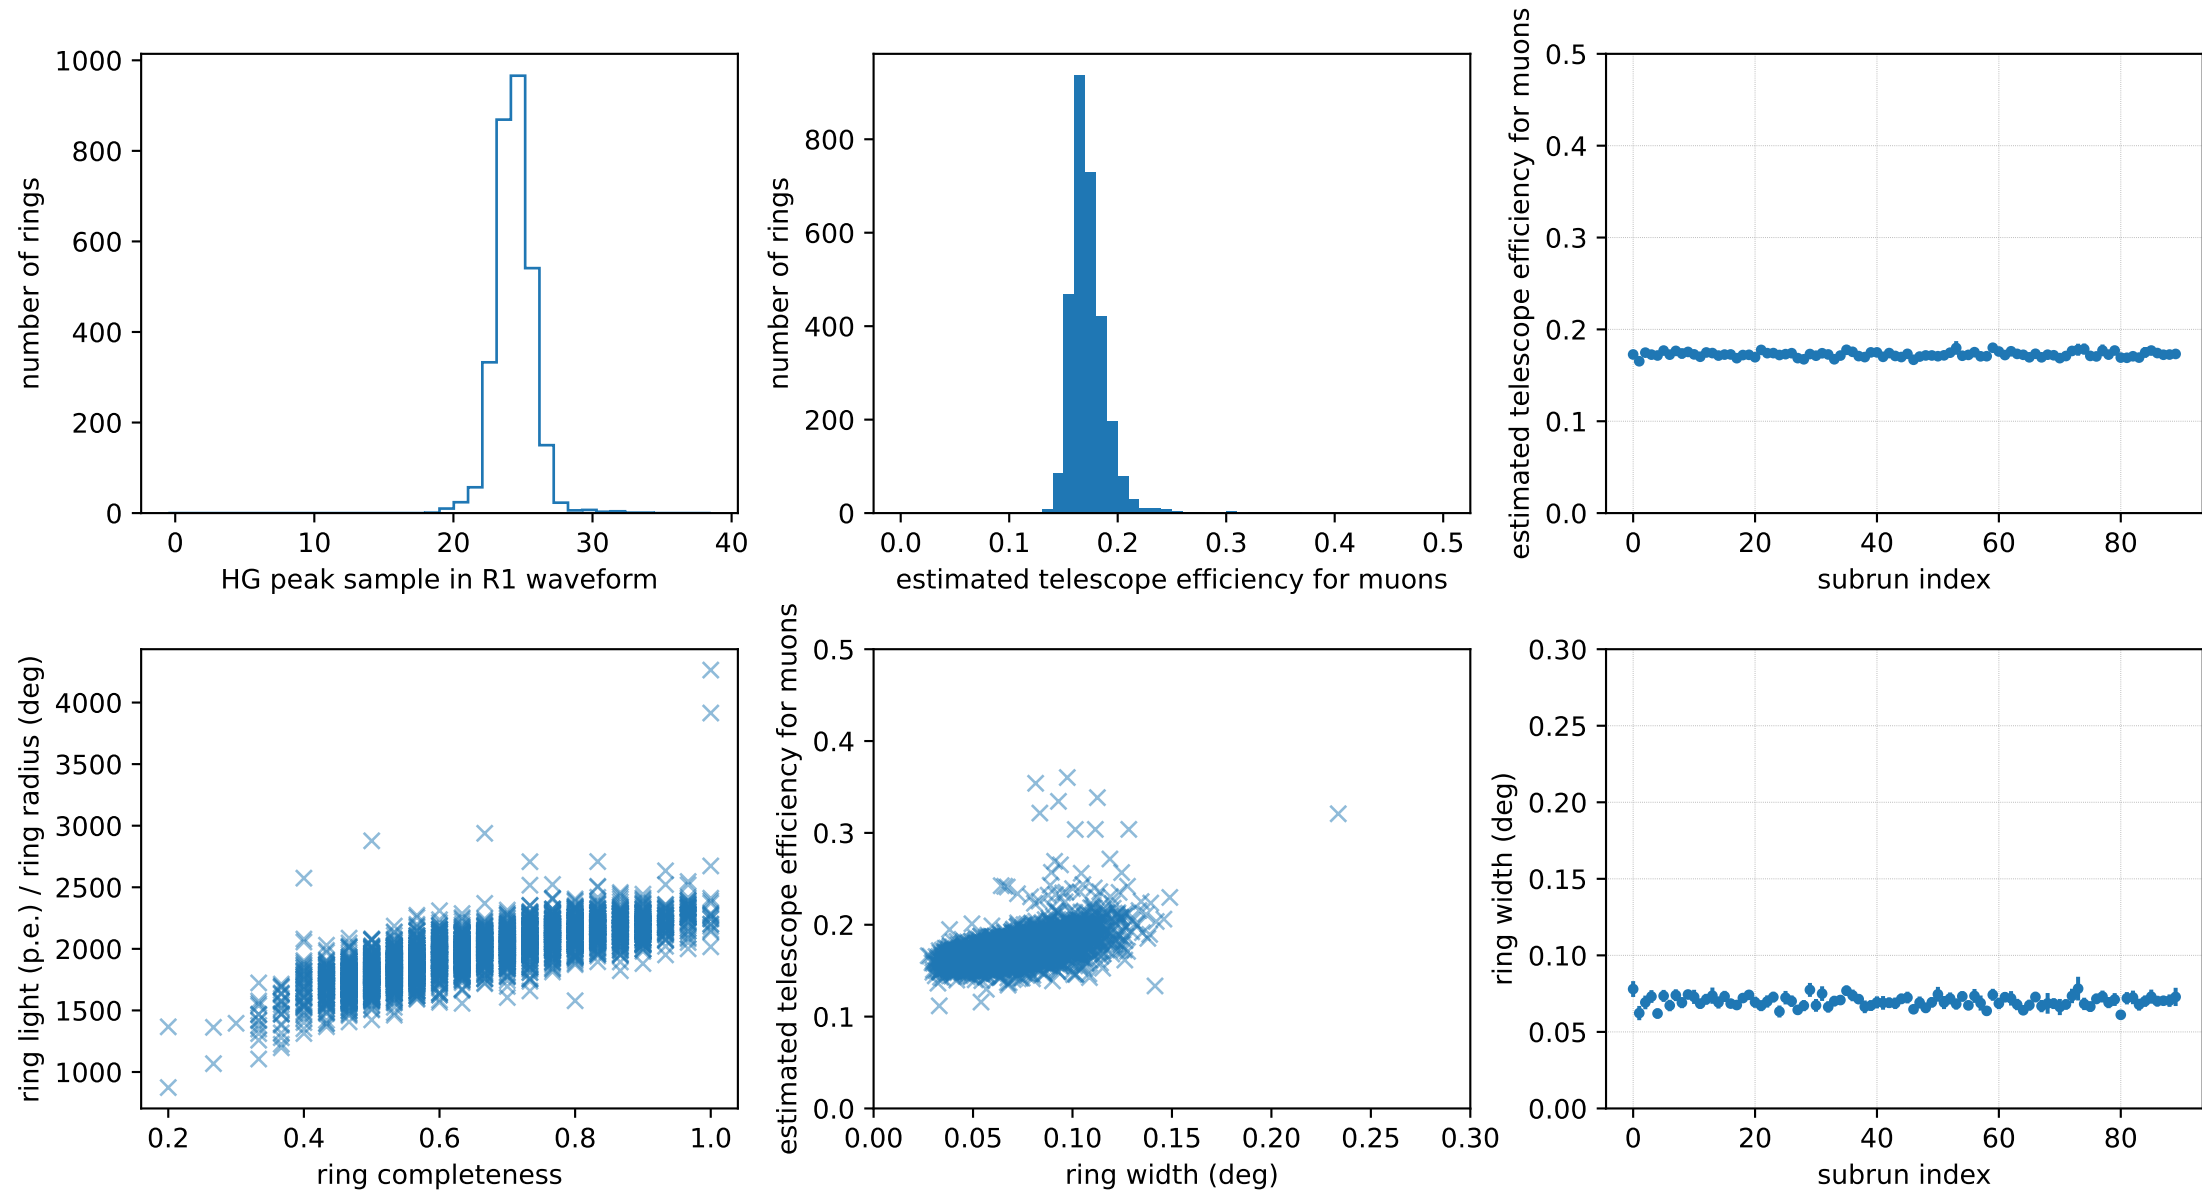 1000
800
600
400
200
0
number of rings
0 10 20 30 40
HG peak sample in R1 waveform
800
600
400
200
0
number of rings
0.0 0.1 0.2 0.3 0.4 0.5
estimated telescope efficiency for muons
0.5
0.4
0.3
0.2
0.1
0.0
estimated telescope efficiency for muons
0 20 40 60 80
subrun index
4000
3500
3000
2500
2000
1500
1000
ring light (p.e.) / ring radius (deg)
0.2 0.4 0.6 0.8 1.0
ring completeness
0.5
0.4
0.3
0.2
0.1
0.0
estimated telescope efficiency for muons
0.00 0.05 0.10 0.15 0.20 0.25 0.30
ring width (deg)
0.30
0.25
0.20
0.15
0.10
0.05
0.00
ring width (deg)
0 20 40 60 80
subrun index